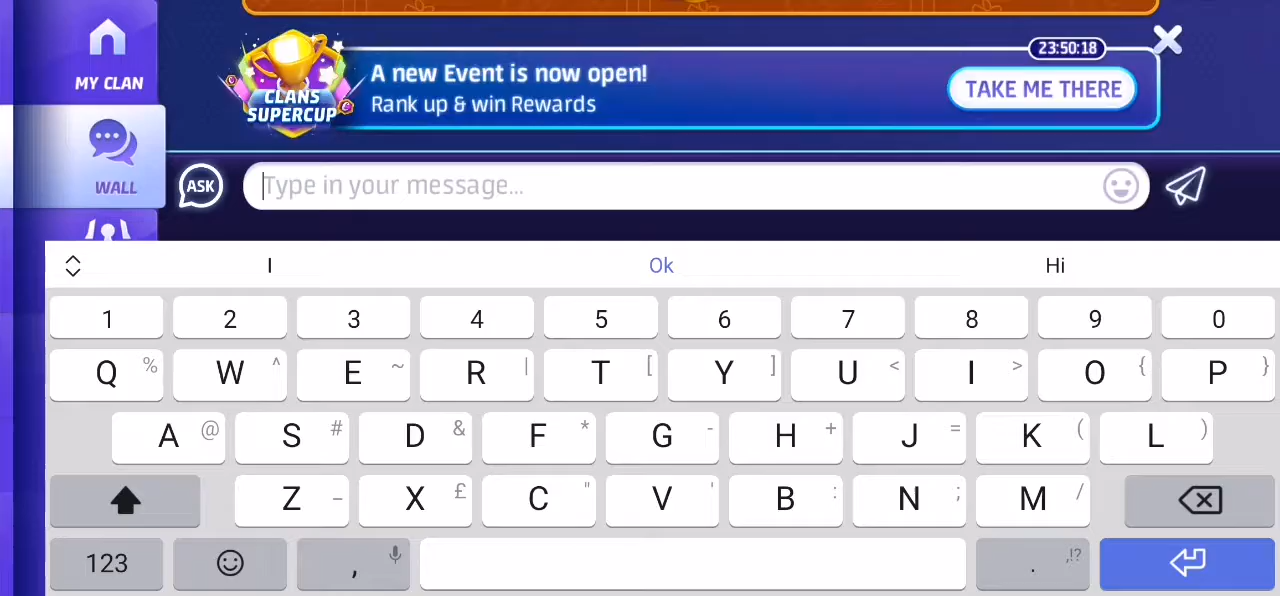 MY CLAN
WALL
CLANS
SUPERCUP
A new Event is now open!
Rank up & win Rewards
23:50:18
TAKE ME THERE
ASK
Type in your message...
I Ok Hi
1 2 3 4 5 6 7 8 9 0
Q % W ^ E ~ R | T [ Y ] U < I > O { P }
A @ S # D & F * G - H + J = K ( L )
Z _ X £ C " V ' B : N ; M /
123 , . ,!?